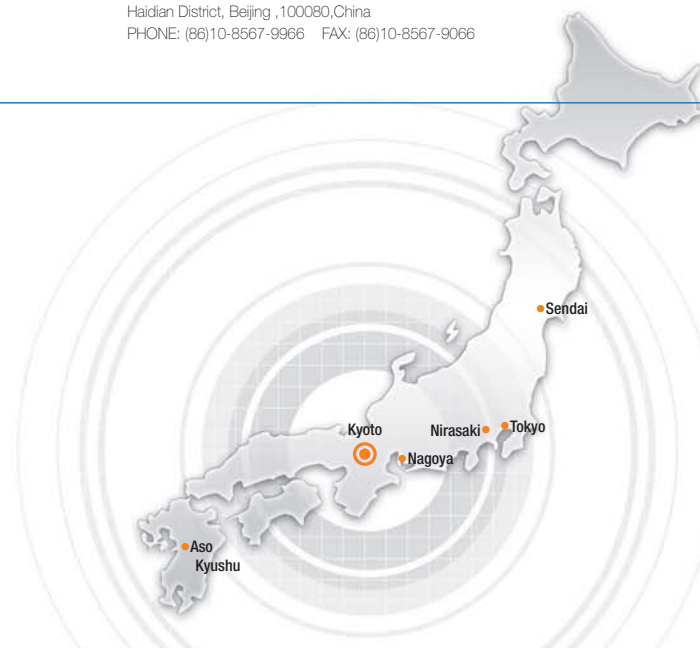 Haidian District, Beijing ,100080,China
PHONE: (86)10-8567-9966 FAX: (86)10-8567-9066
Sendai
Kyoto
Nirasaki
Tokyo
Nagoya
Aso
Kyushu